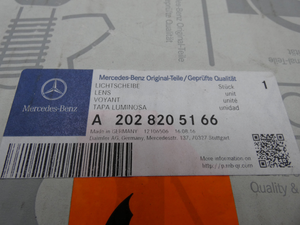 Mercedes-Benz Original-Teile/Geprüfte Qualität
LICHTSCHEIBE Stück 1
LENS unit
VOYANT unité
TAPA LUMINOSA unidad
Mercedes-Benz
A 202 820 51 66
Made in GERMANY
Daimler AG, Germany, Mercedesstr. 137, 70327 Stuttgart
More information:
Quality &